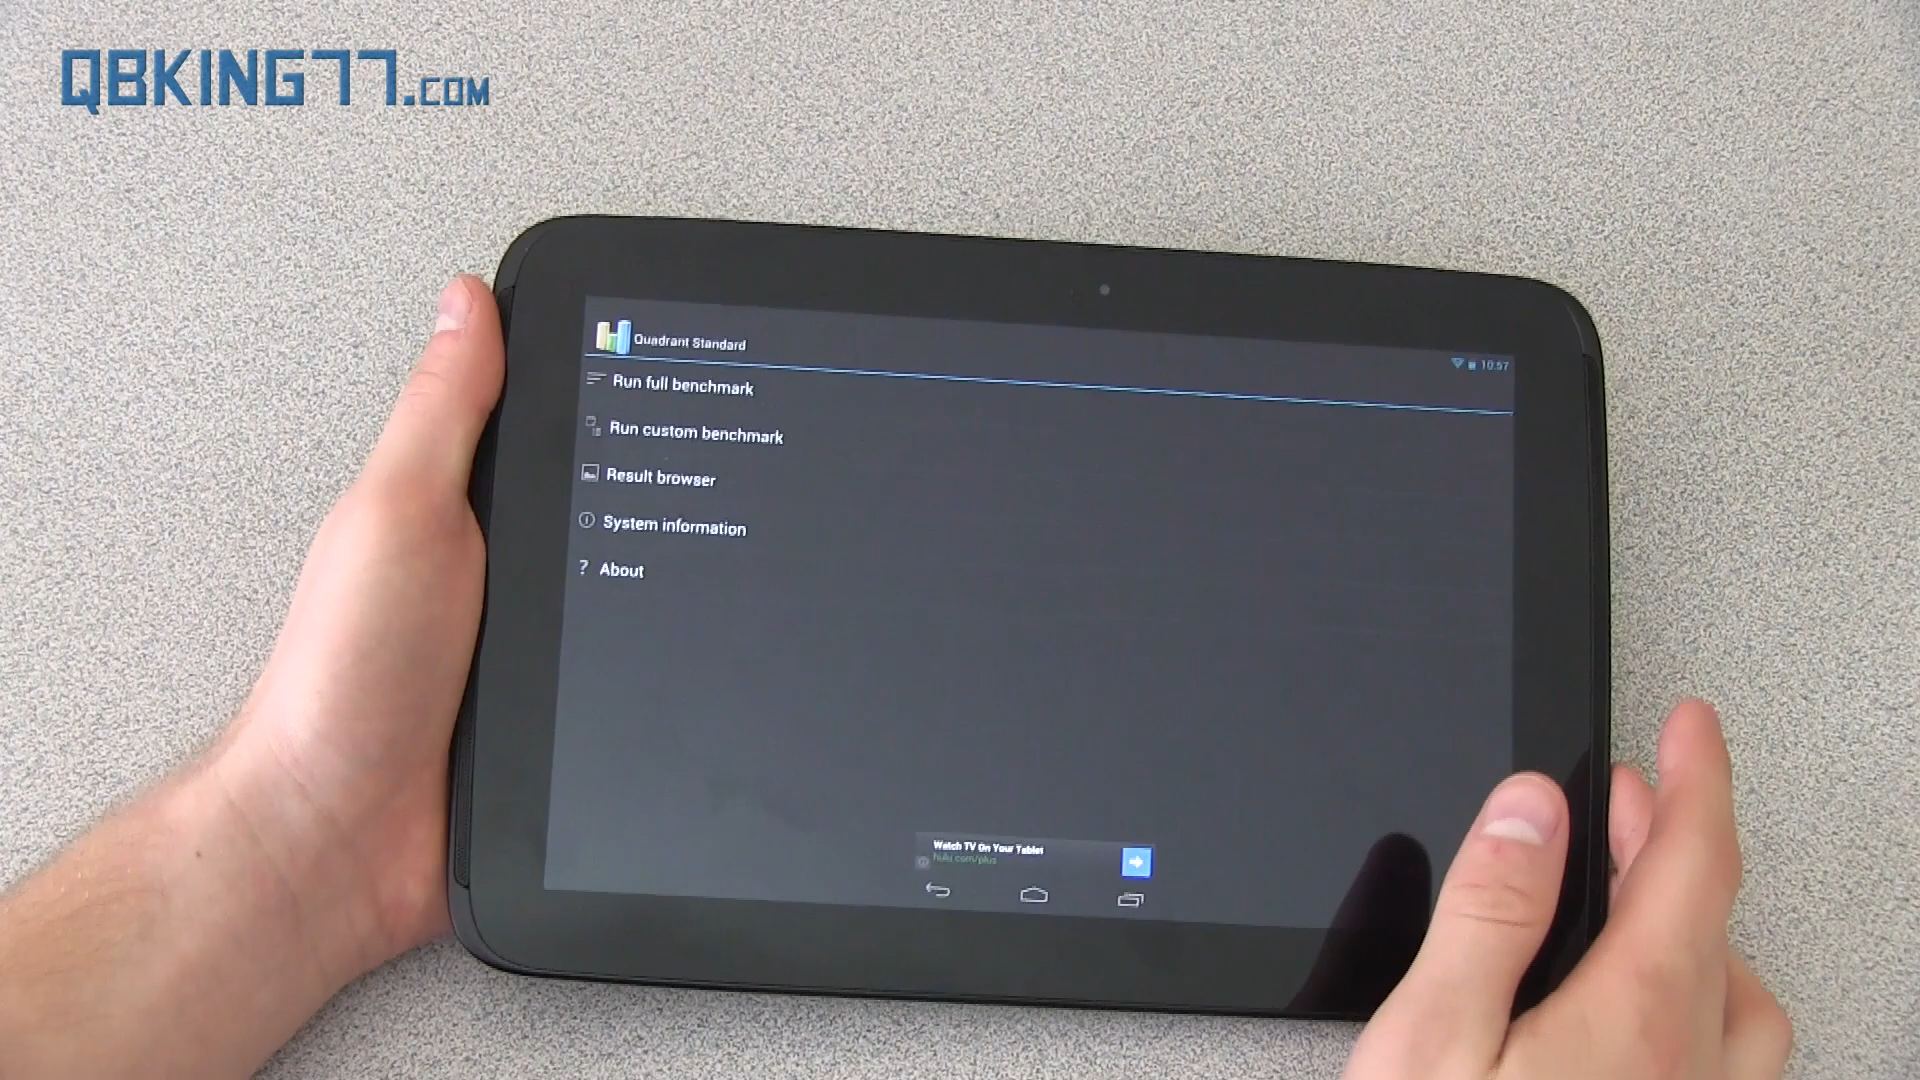 QBKING77.COM
Quadrant Standard
10:57
Run full benchmark
Run custom benchmark
Result browser
System information
? About
Watch TV On Your Tablet
hulu.com/plus